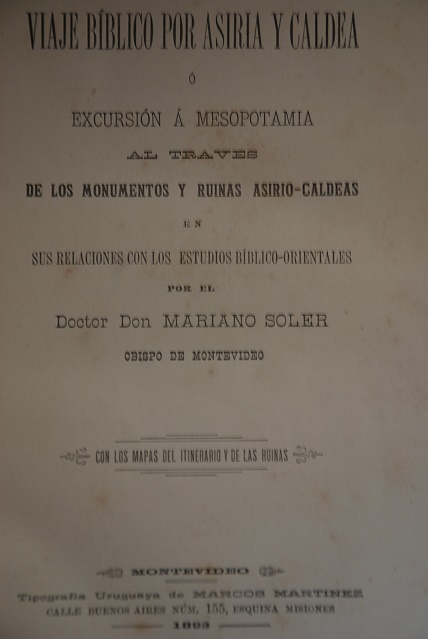 VIAJE BÍBLICO POR ASIRIA Y CALDEA
Ó
EXCURSIÓN Á MESOPOTAMIA
AL TRAVES
DE LOS MONUMENTOS Y RUINAS ASIRIO-CALDEAS
EN
SUS RELACIONES CON LOS ESTUDIOS BÍBLICO-ORIENTALES
POR EL
Doctor Don MARIANO SOLER
OBISPO DE MONTEVIDEO
CON LOS MAPAS DEL ITINERARIO Y DE LAS RUINAS
MONTEVIDEO
Tipografía Uruguaya de MARCOS MARTINEZ
CALLE BUENOS AIRES NÚM. 155, ESQUINA MISIONES
1893